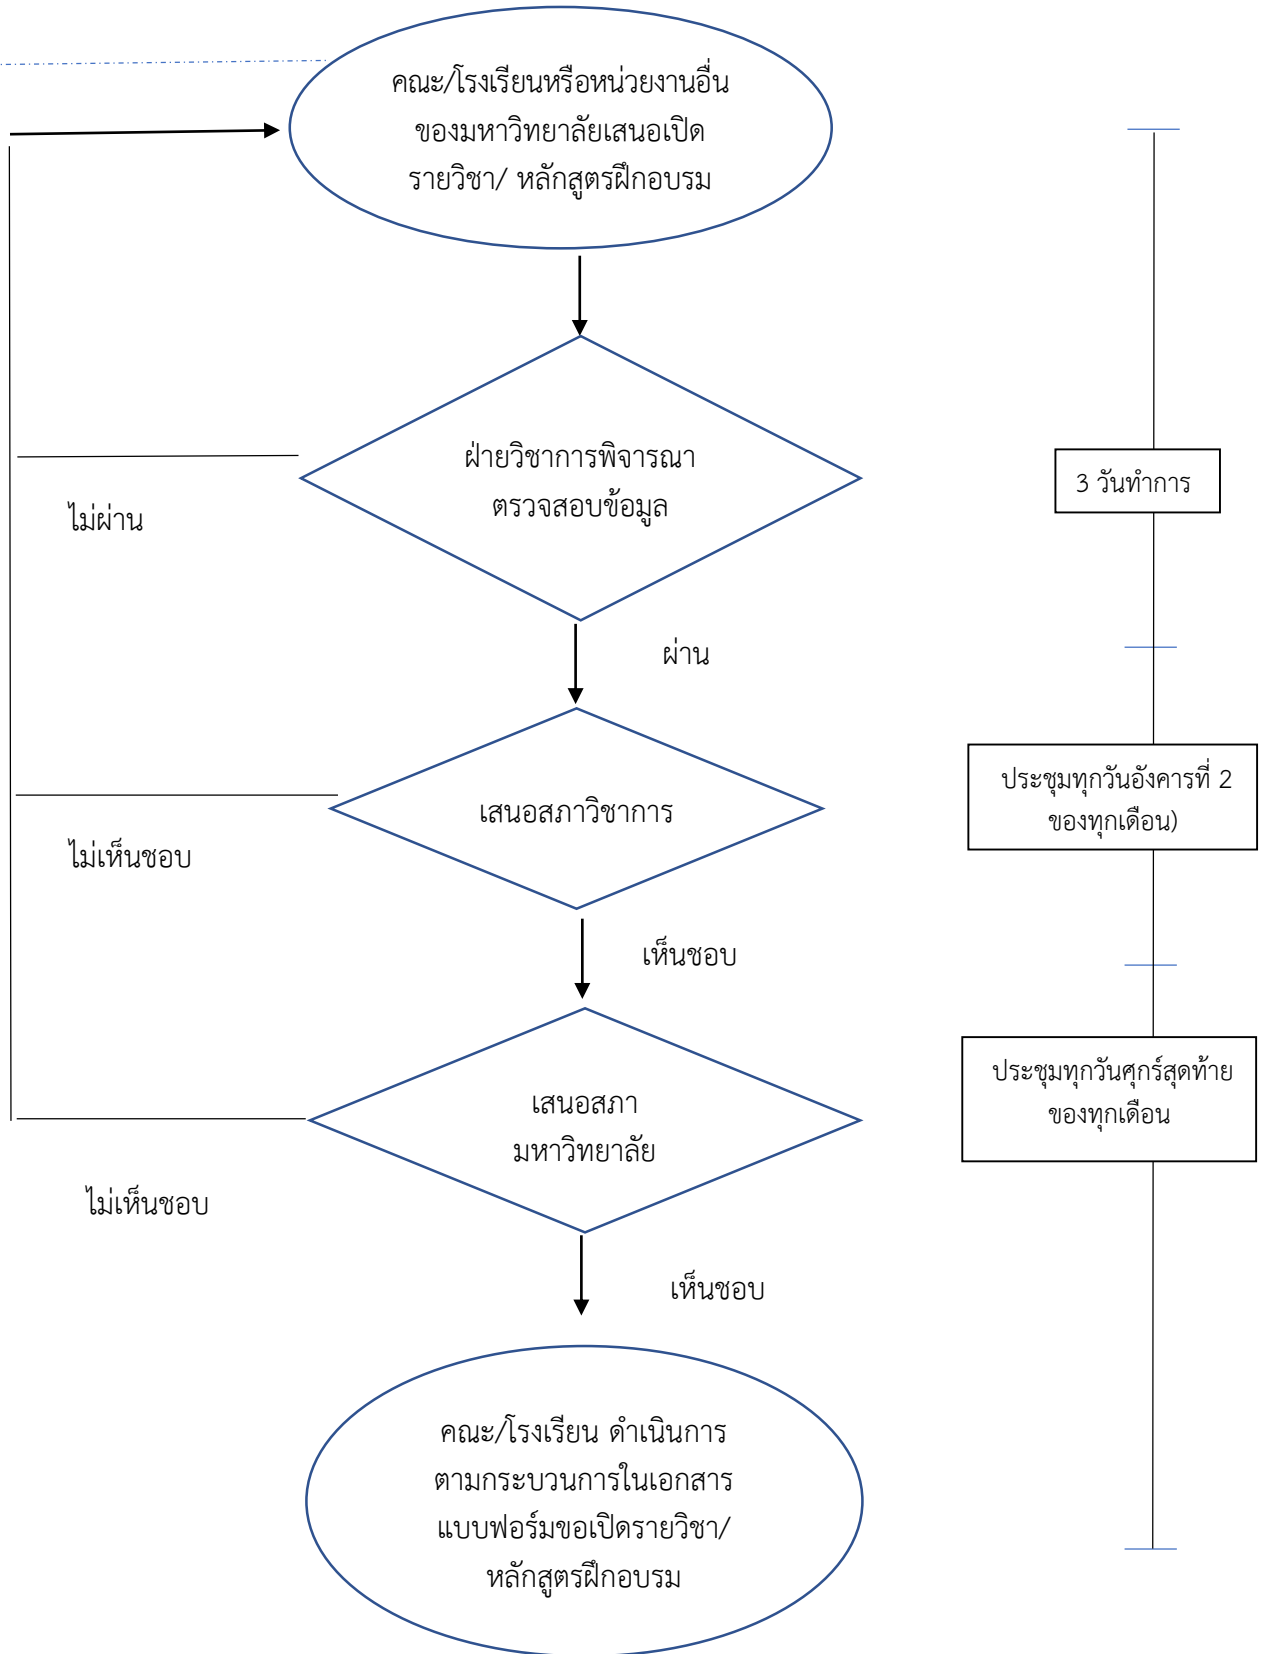 คณะ/โรงเรียนหรือหน่วยงานอื่น
ของมหาวิทยาลัยเสนอเปิด
รายวิชา/ หลักสูตรฝึกอบรม
ฝ่ายวิชาการพิจารณา
ตรวจสอบข้อมูล
3 วันทำการ
ไม่ผ่าน
ผ่าน
เสนอสภาวิชาการ
ประชุมทุกวันอังคารที่ 2
ของทุกเดือน)
ไม่เห็นชอบ
เห็นชอบ
เสนอสภา
มหาวิทยาลัย
ประชุมทุกวันศุกร์สุดท้าย
ของทุกเดือน
ไม่เห็นชอบ
เห็นชอบ
คณะ/โรงเรียน ดำเนินการ
ตามกระบวนการในเอกสาร
แบบฟอร์มขอเปิดรายวิชา/
หลักสูตรฝึกอบรม